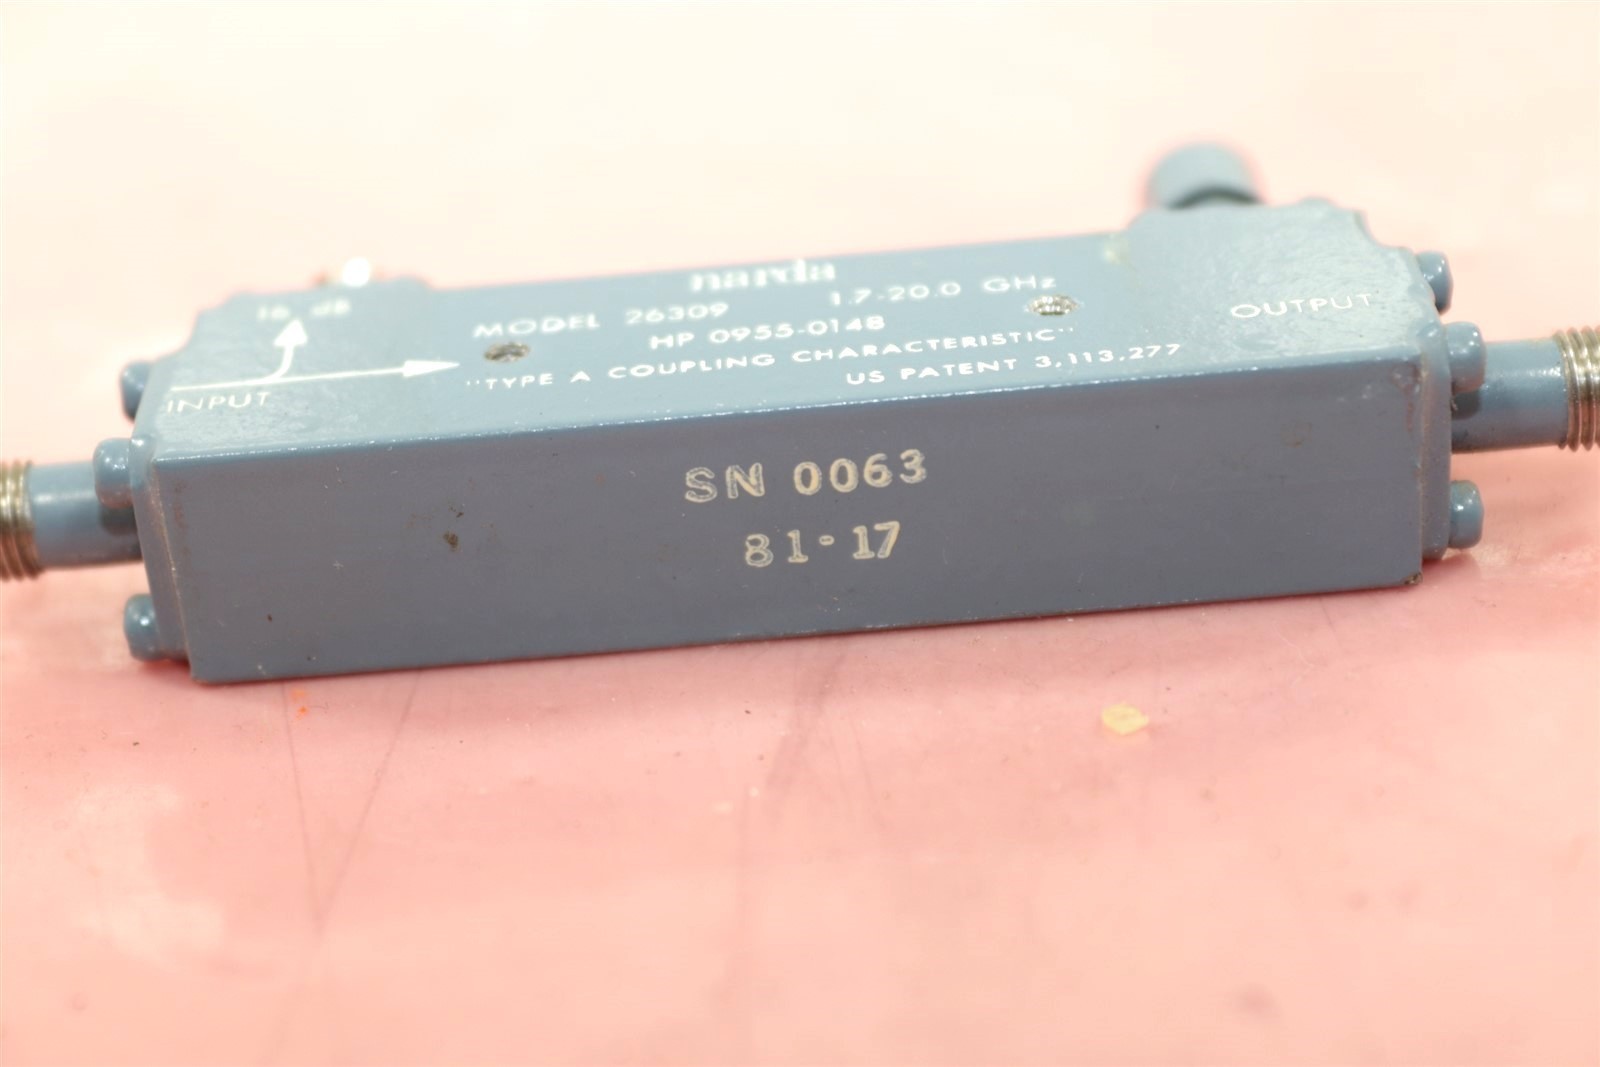 narda
16 dB
MODEL 26309 1.7-20.0 GHz
HP 0955-0148
"TYPE A COUPLING CHARACTERISTIC"
US PATENT 3,113,277
INPUT
OUTPUT
SN 0063
81-17